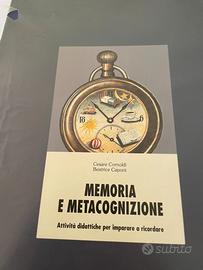 Cesare Cornoldi
Beatrice Caponi
MEMORIA
E METACOGNIZIONE
Attività didattiche per imparare a ricordare
subito